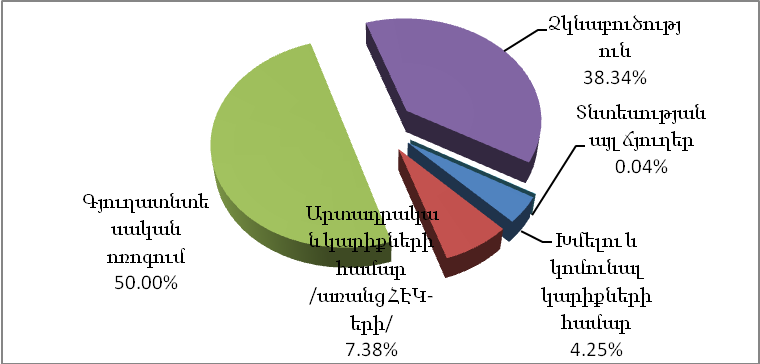 Ձկնաբուծությ
ուն
38.34%
Տնտեսության
այլ ճյուղեր
0.04%
Խմելու և
կոմունալ
կարիքների
համար
4.25%
Արտադրակա
ն կարիքների
համար
/առանց ՀԷԿ-
երի/
7.38%
Գյուղատնտե
սական
ոռոգում
50.00%